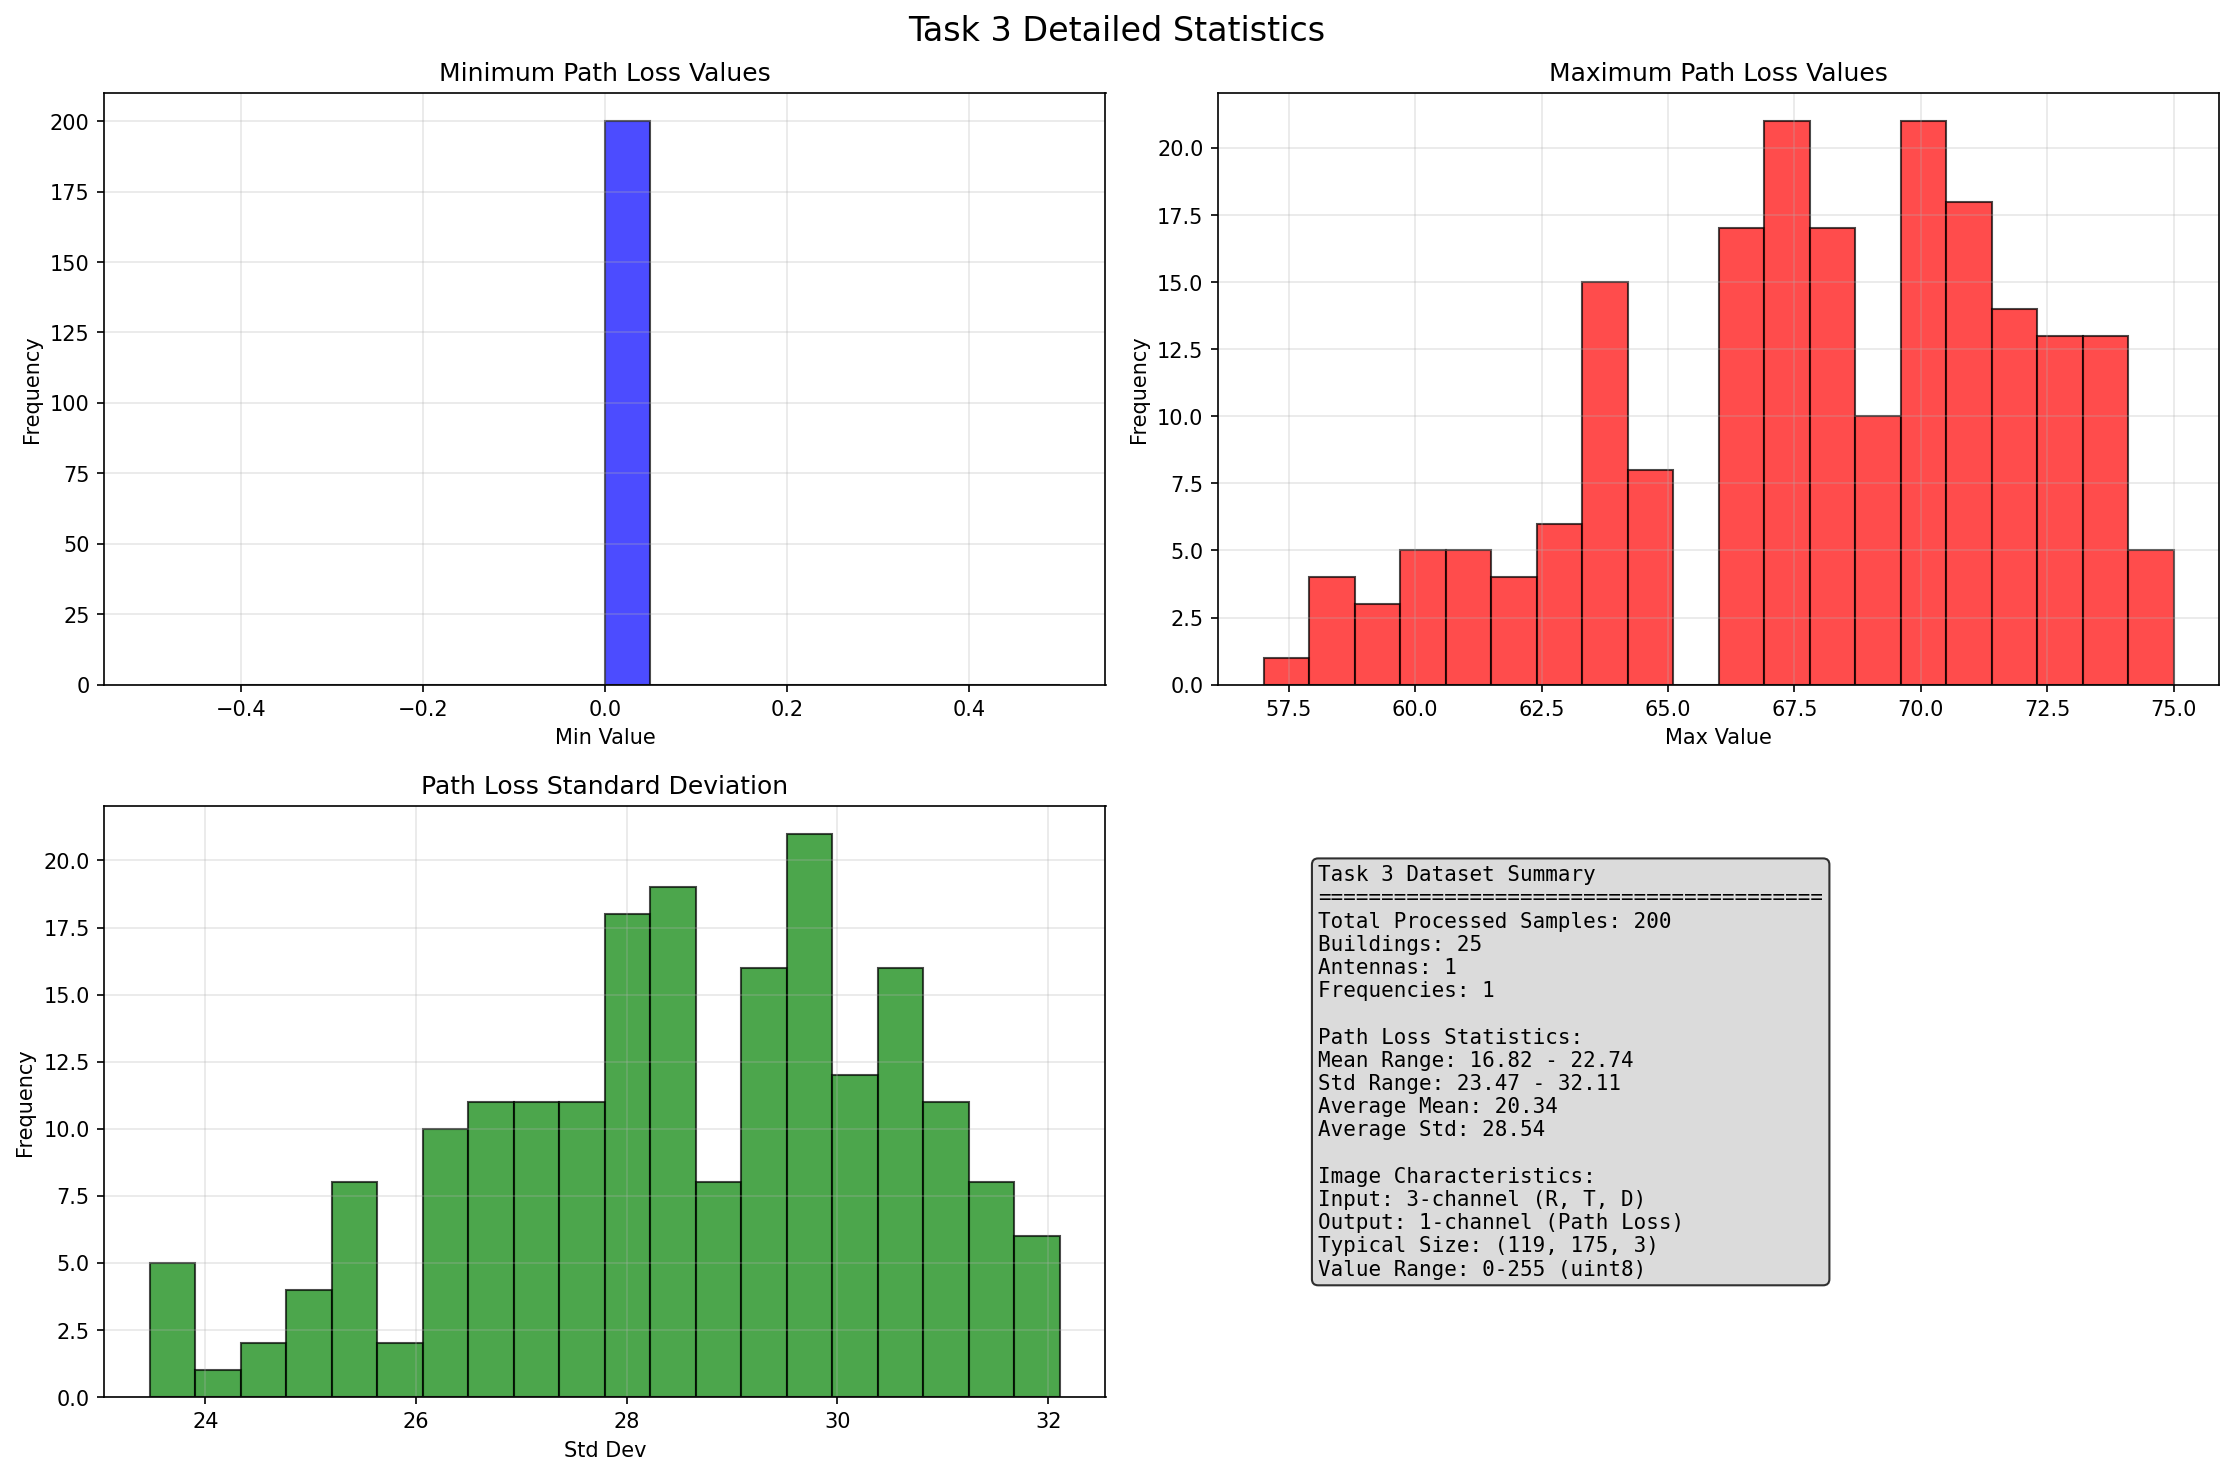 Task 3 Detailed Statistics
Minimum Path Loss Values
200
175
150
125
100
75
50
25
0
Frequency
−0.4
−0.2
0.0
0.2
0.4
Min Value
Maximum Path Loss Values
20.0
17.5
15.0
12.5
10.0
7.5
5.0
2.5
0.0
Frequency
57.5
60.0
62.5
65.0
67.5
70.0
72.5
75.0
Max Value
Path Loss Standard Deviation
20.0
17.5
15.0
12.5
10.0
7.5
5.0
2.5
0.0
Frequency
24
26
28
30
32
Std Dev
Task 3 Dataset Summary
========================================
Total Processed Samples: 200
Buildings: 25
Antennas: 1
Frequencies: 1
Path Loss Statistics:
Mean Range: 16.82 - 22.74
Std Range: 23.47 - 32.11
Average Mean: 20.34
Average Std: 28.54
Image Characteristics:
Input: 3-channel (R, T, D)
Output: 1-channel (Path Loss)
Typical Size: (119, 175, 3)
Value Range: 0-255 (uint8)